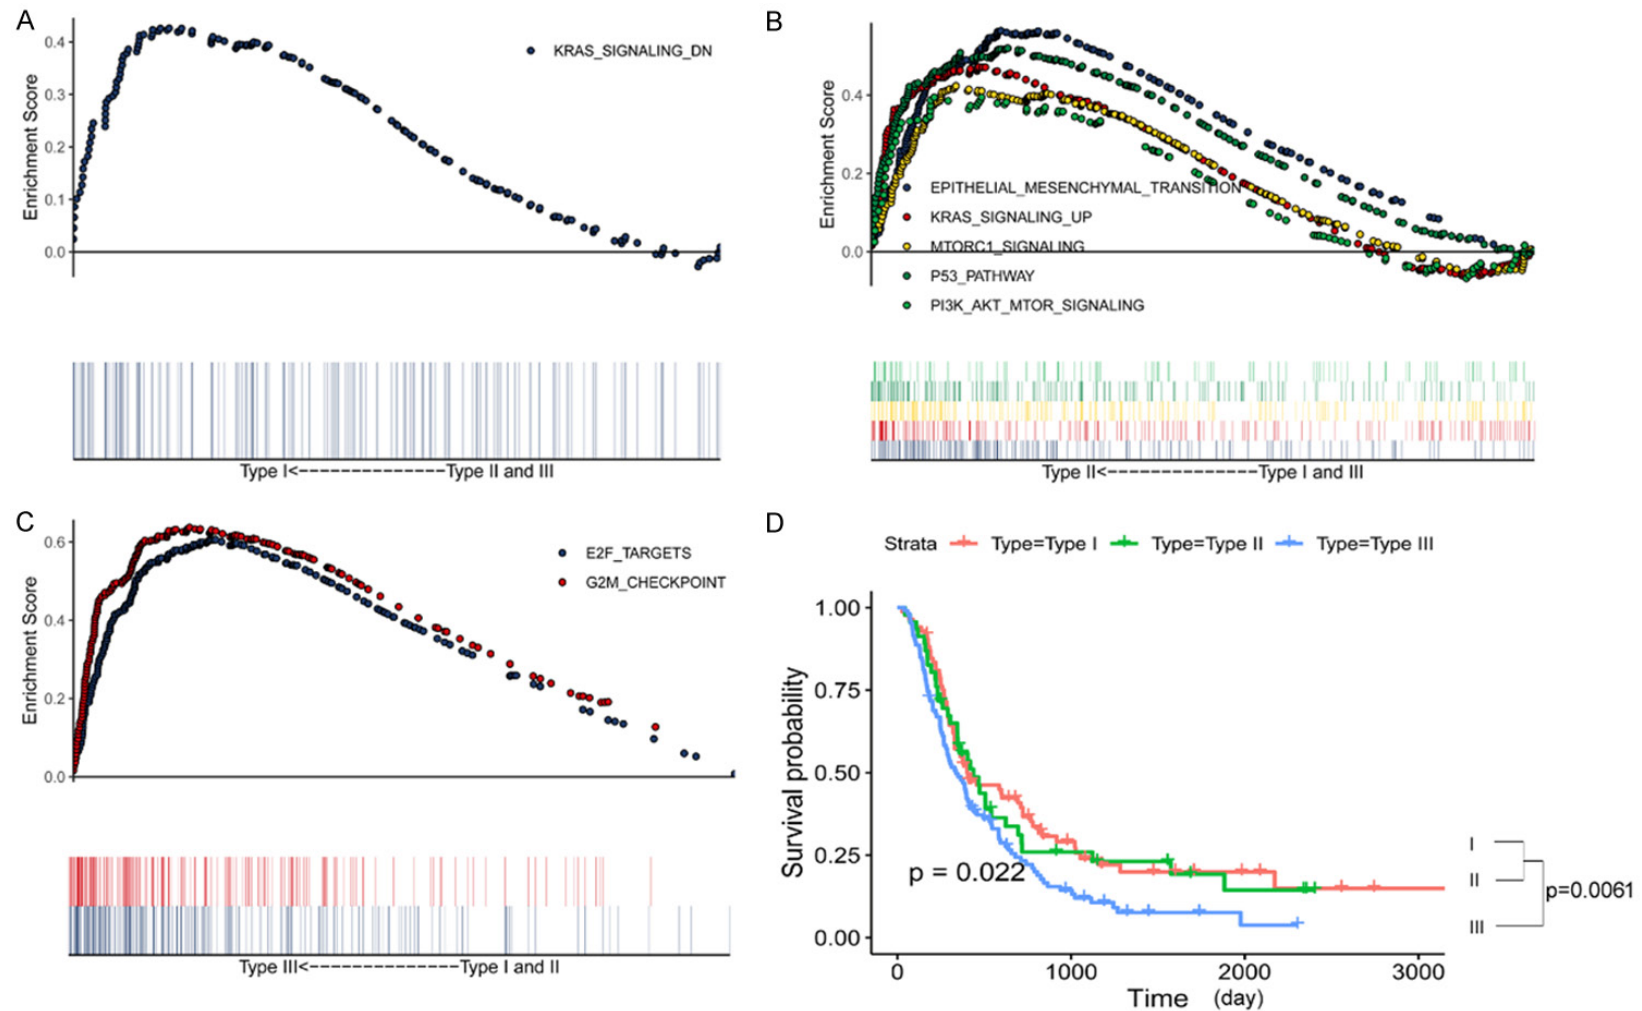 A
KRAS_SIGNALING_DN
Enrichment Score
0.4
0.3
0.2
0.1
0.0
Type I<---------------Type II and III
B
Enrichment Score
0.4
0.2
0.0
EPITHELIAL_MESENCHYMAL_TRANSITION
KRAS_SIGNALING_UP
MTORC1_SIGNALING
P53_PATHWAY
PI3K_AKT_MTOR_SIGNALING
Type II<---------------Type I and III
C
Enrichment Score
0.6
0.4
0.2
0.0
E2F_TARGETS
G2M_CHECKPOINT
Type III<---------------Type I and II
D
Strata Type=Type I Type=Type II Type=Type III
Survival probability
1.00
0.75
0.50
0.25
0.00
p = 0.022
0 1000 2000 3000
Time (day)
I
II
III
p=0.0061